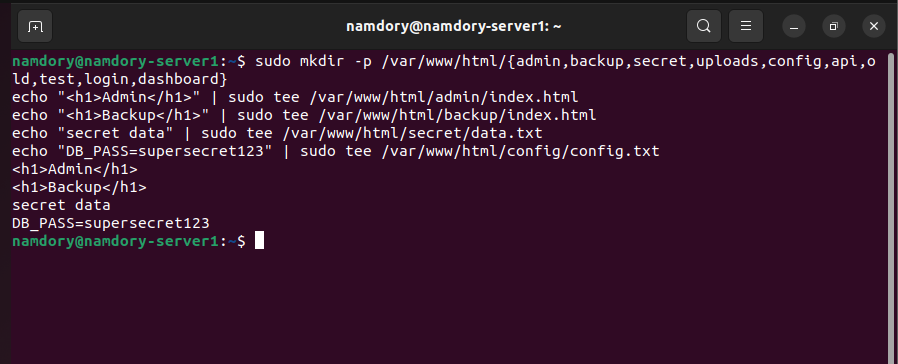 namdory@namdory-server1: ~
namdory@namdory-server1:~$ sudo mkdir -p /var/www/html/{admin,backup,secret,uploads,config,api,o
ld,test,login,dashboard}
echo "<h1>Admin</h1>" | sudo tee /var/www/html/admin/index.html
echo "<h1>Backup</h1>" | sudo tee /var/www/html/backup/index.html
echo "secret data" | sudo tee /var/www/html/secret/data.txt
echo "DB_PASS=supersecret123" | sudo tee /var/www/html/config/config.txt
<h1>Admin</h1>
<h1>Backup</h1>
secret data
DB_PASS=supersecret123
namdory@namdory-server1:~$